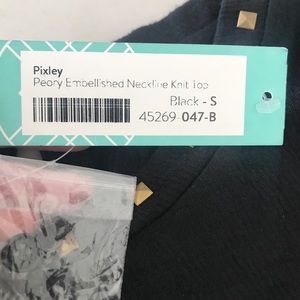 Pixley
Peory Embellished Neckline Knit Top
Black - S
45269-047-B